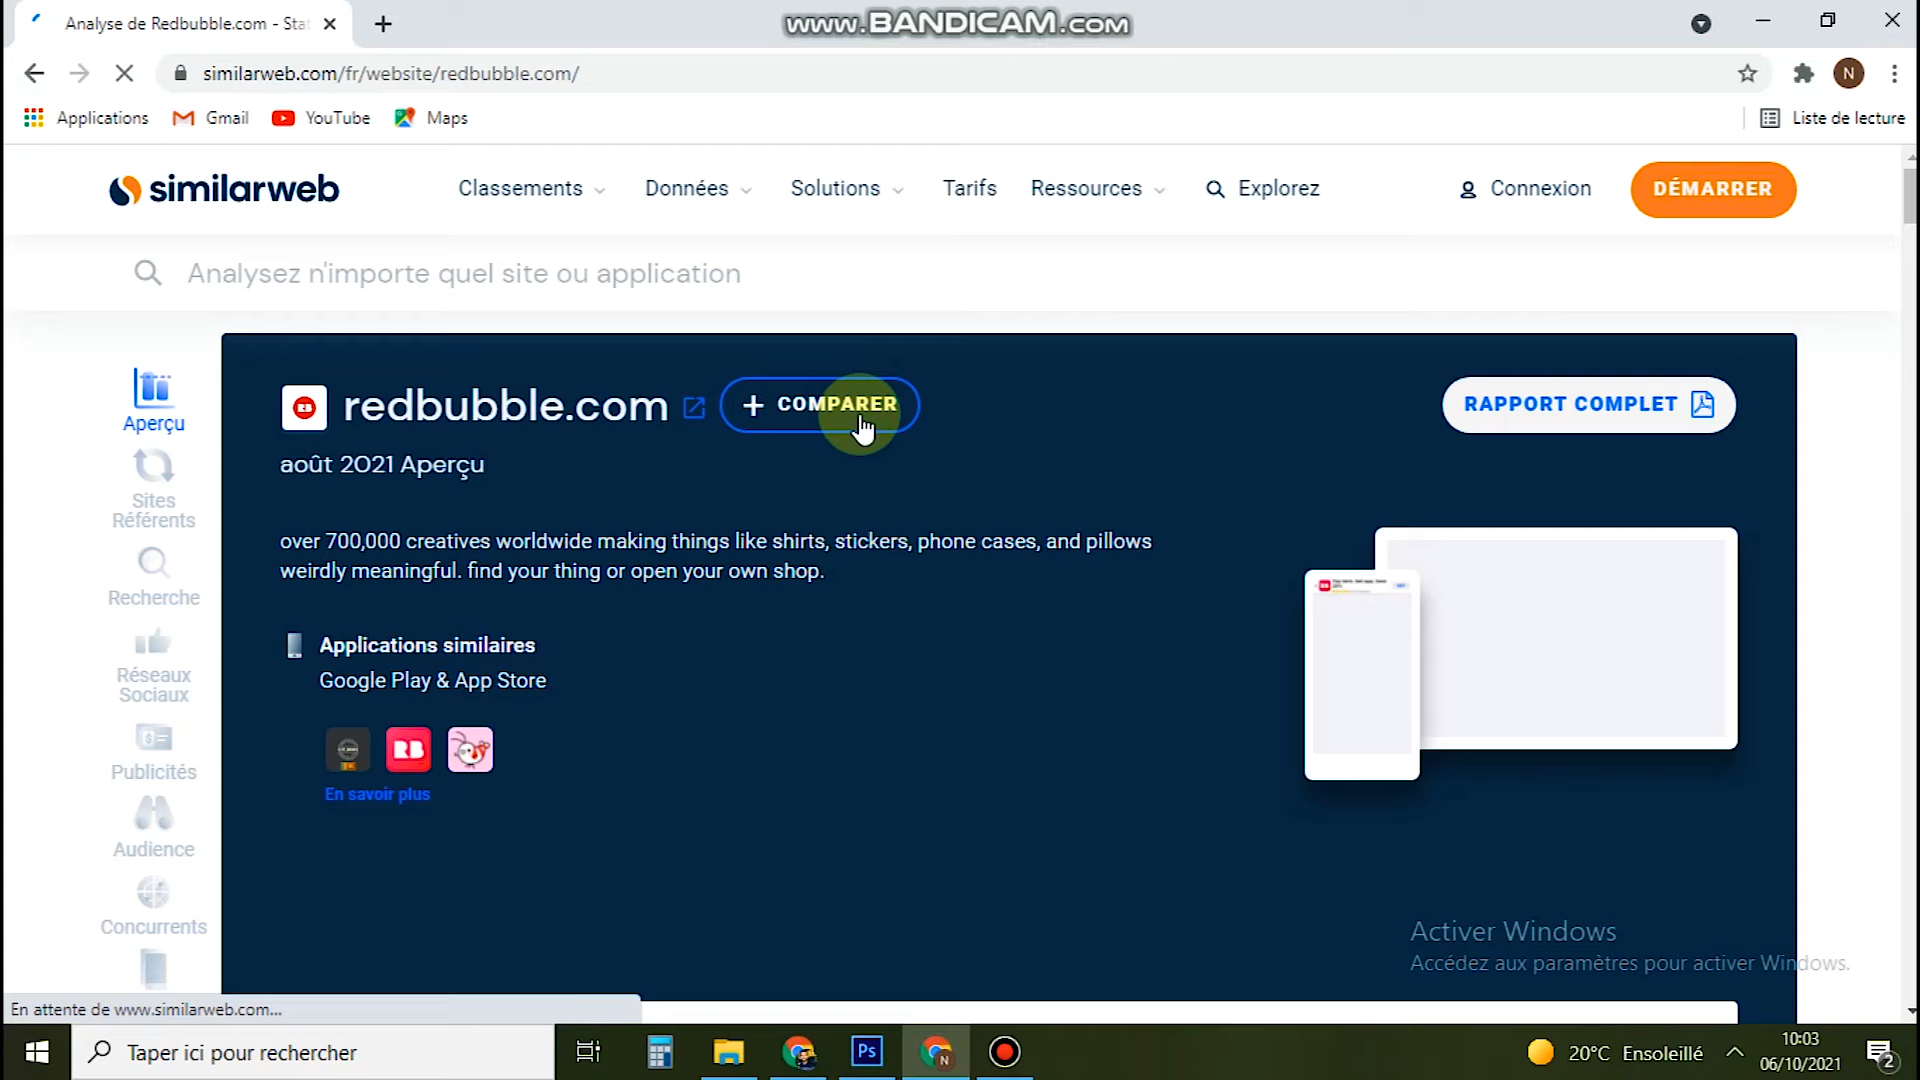 Analyse de Redbubble.com - Stat
www.BANDICAM.com
similarweb.com/fr/website/redbubble.com/
N
Applications
Gmail
YouTube
Maps
Liste de lecture
similarweb
Classements
Données
Solutions
Tarifs
Ressources
Explorez
Connexion
DÉMARRER
Analysez n'importe quel site ou application
Aperçu
Sites
Référents
Recherche
Réseaux
Sociaux
Publicités
Audience
Concurrents
RB
redbubble.com
+ COMPARER
RAPPORT COMPLET
août 2021 Aperçu
over 700,000 creatives worldwide making things like shirts, stickers, phone cases, and pillows
weirdly meaningful. find your thing or open your own shop.
Applications similaires
Google Play & App Store
RB
En savoir plus
Activer Windows
Accédez aux paramètres pour activer Windows.
En attente de www.similarweb.com...
Taper ici pour rechercher
Ps
N
20°C Ensoleillé
10:03
06/10/2021
2